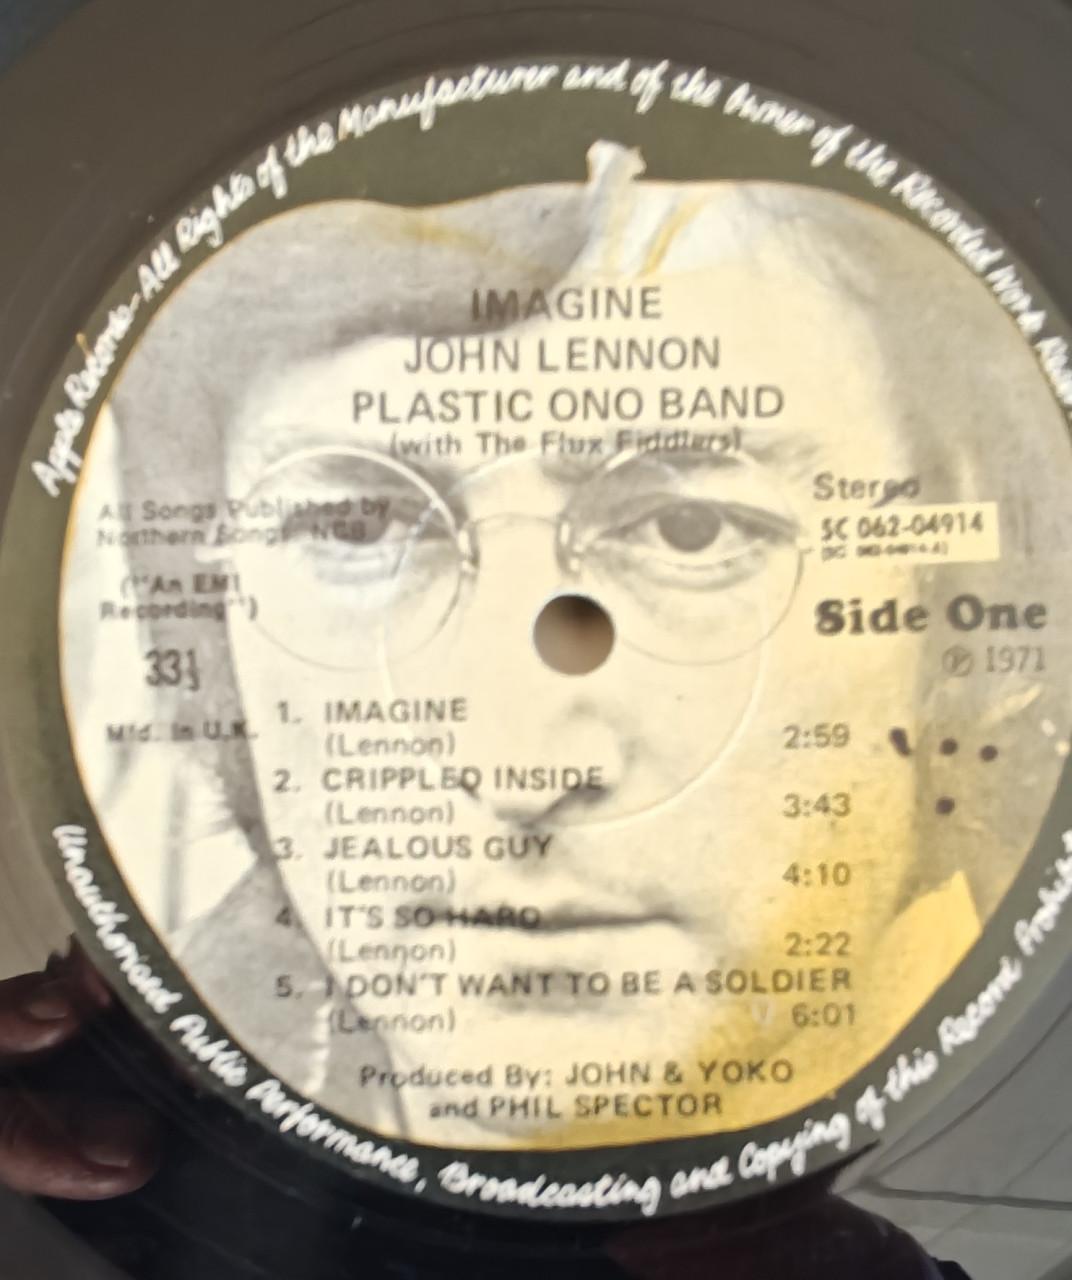 Apple Records-All Rights of the Manufacturer and of the Owner of the Recorded Work
IMAGINE
JOHN LENNON
PLASTIC ONO BAND
(with The Flux Fiddlers)
All Songs Published by
Northern Songs NCB
("An EMI
Recording")
33⅓
Mfd. in U.K.
Stereo
5C 062-04914
Side One
Ⓟ 1971
1. IMAGINE
(Lennon)
2:59
2. CRIPPLED INSIDE
(Lennon)
3:43
3. JEALOUS GUY
(Lennon)
4:10
4. IT'S SO HARD
(Lennon)
2:22
5. I DON'T WANT TO BE A SOLDIER
(Lennon)
6:01
Produced By: JOHN & YOKO
and PHIL SPECTOR
Unauthorised Public Performance, Broadcasting and Copying of this Record